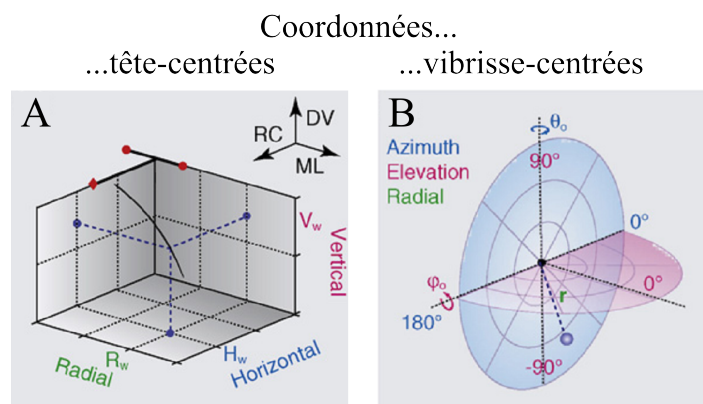 Coordonnées...
...tête-centrées
...vibrisse-centrées
A
DV
RC
ML
Vw
Vertical
Rw
Radial
Hw
Horizontal
B
θo
Azimuth
Elevation
Radial
90°
0°
0°
r
φo
180°
-90°